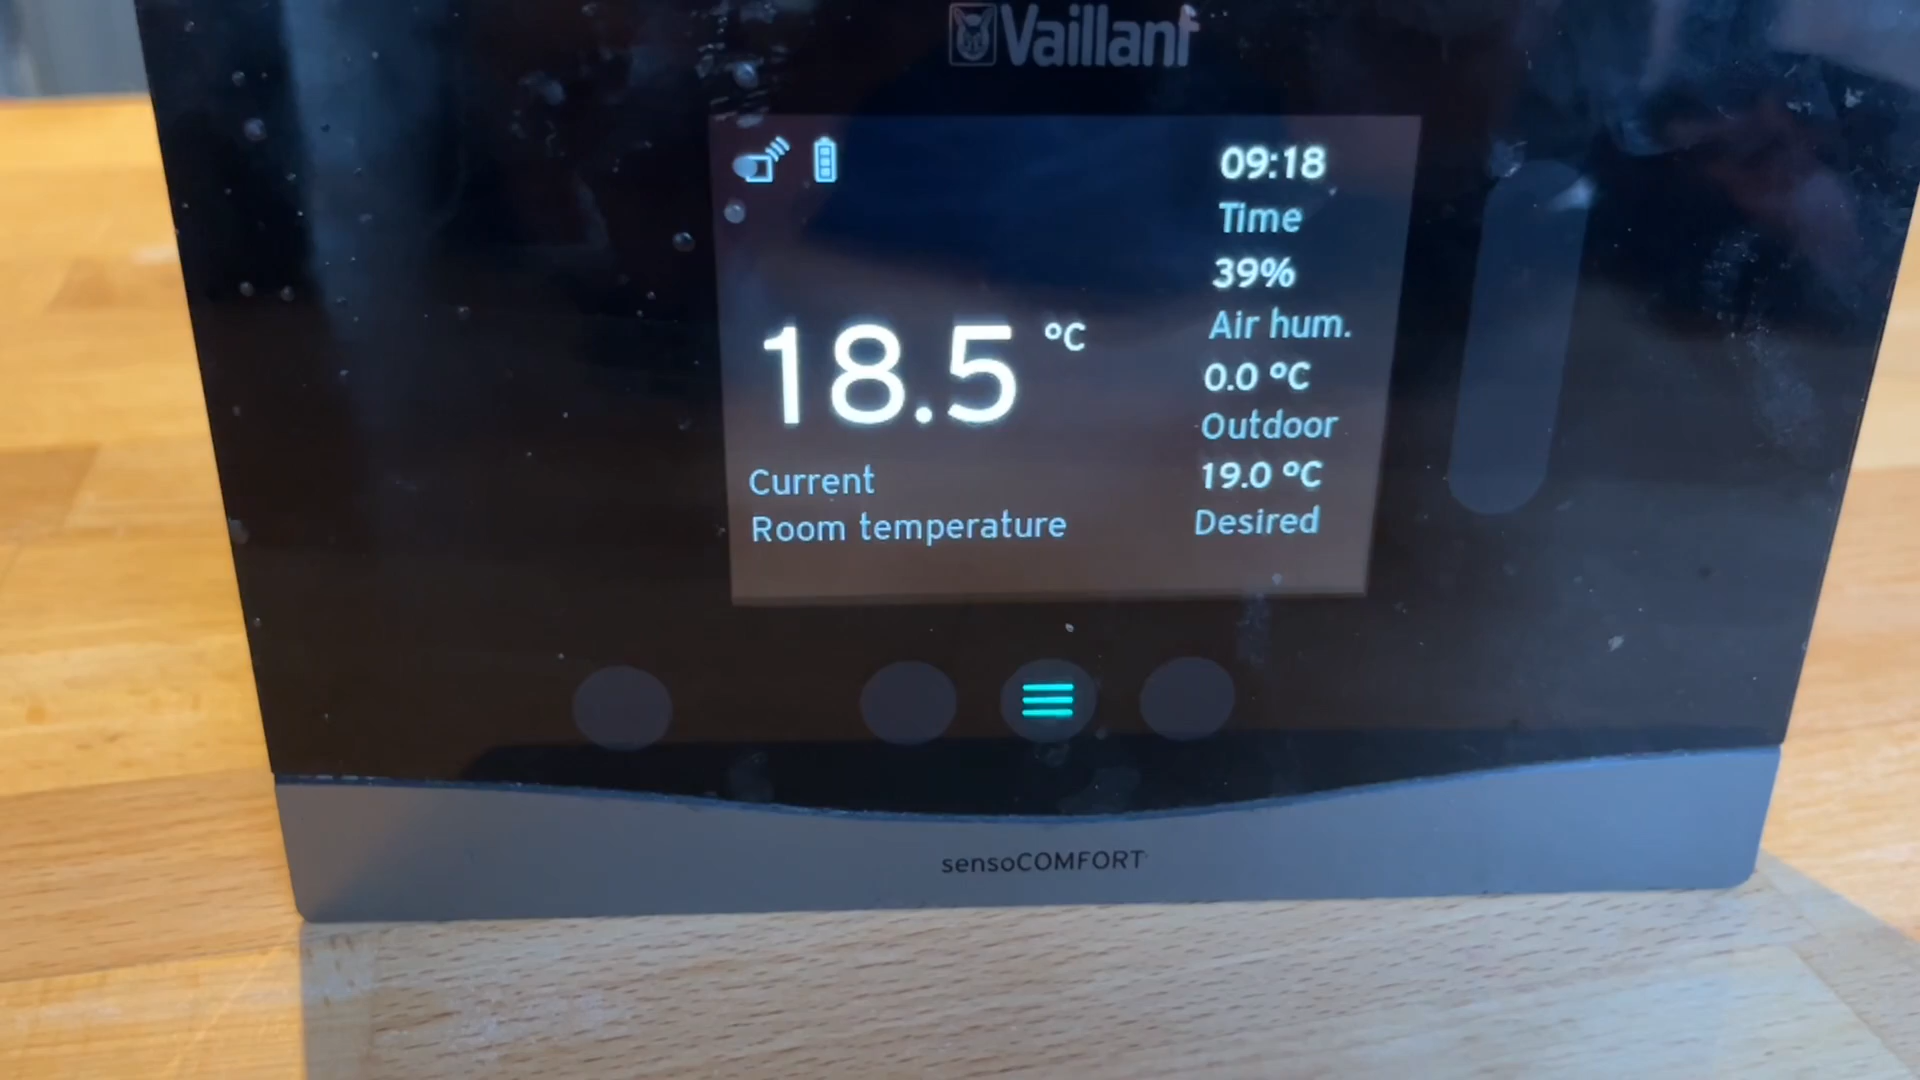 Vaillant
09:18
Time
39%
Air hum.
18.5 °C
0.0 °C
Outdoor
19.0 °C
Desired
Current
Room temperature
sensoCOMFORT